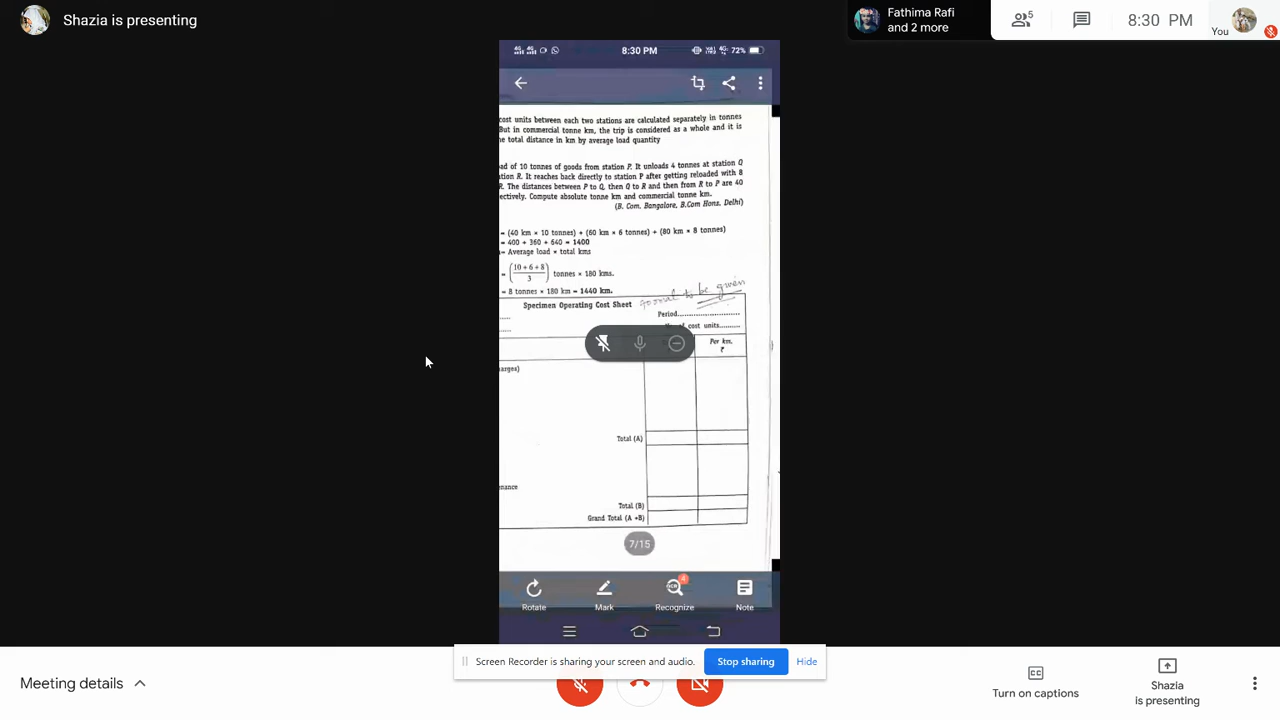 Shazia is presenting
Fathima Rafi
and 2 more
5
8:30 PM
You
8:30 PM
72%
cost units between each two stations are calculated separately in tonnes
But in commercial tonne km, the trip is considered as a whole and it is
he total distance in km by average load quantity
ad of 10 tonnes of goods from station P. It unloads 4 tonnes at station Q
ation R. It reaches back directly to station P after getting reloaded with 8
R. The distances between P to Q, then Q to R and then from R to P are 40
ectively. Compute absolute tonne km and commercial tonne km.
(B. Com. Bangalore, B.Com Hons. Delhi)
= (40 km × 10 tonnes) + (60 km × 6 tonnes) + (80 km × 8 tonnes)
= 400 + 360 + 640 = 1400
= Average load × total kms
= (10+6+8/3) tonnes × 180 kms.
= 8 tonnes × 180 km = 1440 km.
to be given
Specimen Operating Cost Sheet
Period
of cost units
Per km.
₹
arges)
Total (A)
nance
Total (B)
Grand Total (A +B)
7/15
4
Rotate
Mark
Recognize
Note
Screen Recorder is sharing your screen and audio.
Stop sharing
Hide
Meeting details
Turn on captions
Shazia
is presenting